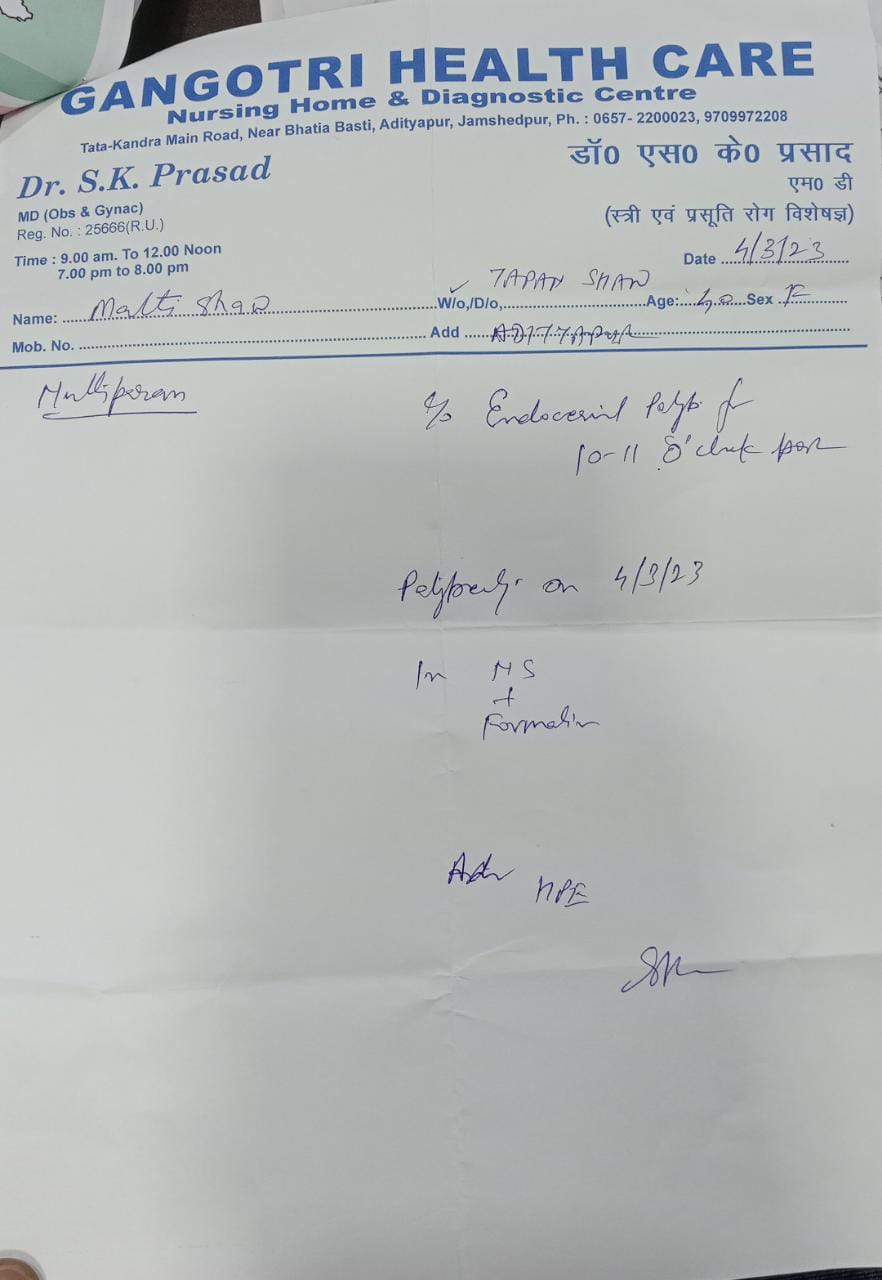 GANGOTRI HEALTH CARE
Nursing Home & Diagnostic Centre
Tata-Kandra Main Road, Near Bhatia Basti, Adityapur, Jamshedpur, Ph. : 0657- 2200023, 9709972208
Dr. S.K. Prasad
MD (Obs & Gynac)
Reg. No. : 25666(R.U.)
Time : 9.00 am. To 12.00 Noon
7.00 pm to 8.00 pm
डॉ0 एस0 के0 प्रसाद
एम0 डी
(स्त्री एवं प्रसूति रोग विशेषज्ञ)
Date 4/3/23
Name: Malti Shaw W/o,/D/o, TAPAN SHAW Age: 40 Sex F
Mob. No. Add ADITYApur
Multiparan
c/o Endocervical Polyp
10-11 O'clock
on 4/3/23
In NS
+
Formalin
Adv HPE